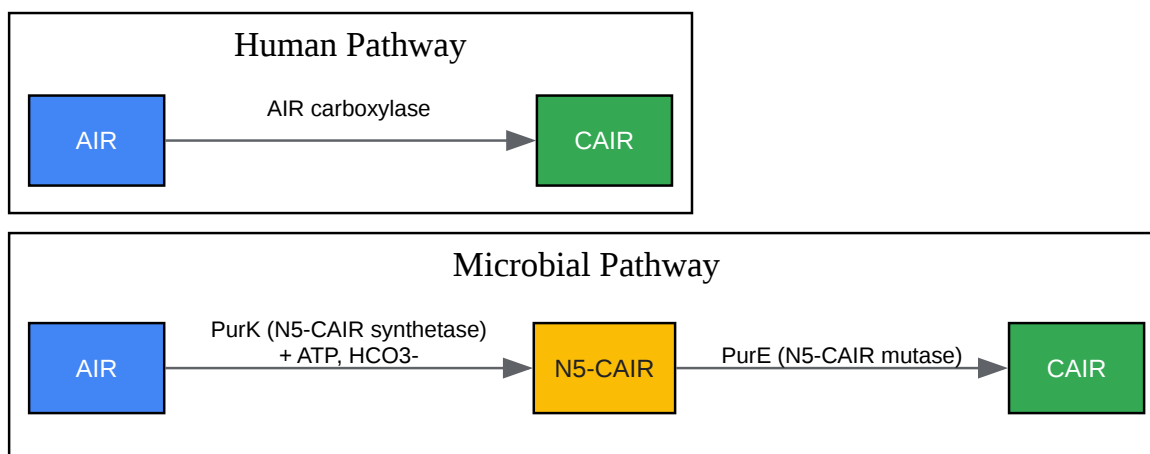 Human Pathway
AIR carboxylase
AIR
CAIR
Microbial Pathway
PurK (N5-CAIR synthetase)
+ ATP, HCO3-
PurE (N5-CAIR mutase)
AIR
N5-CAIR
CAIR